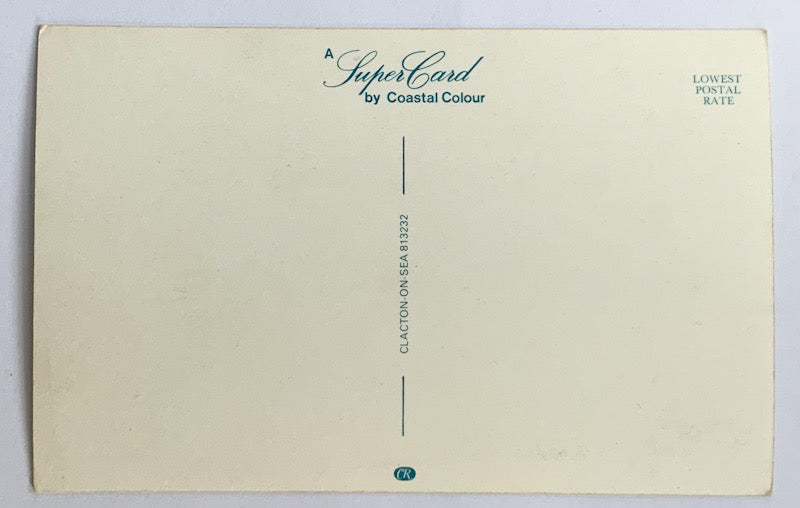 A
SuperCard
by Coastal Colour
LOWEST
POSTAL
RATE
CLACTON-ON-SEA 813232
CR